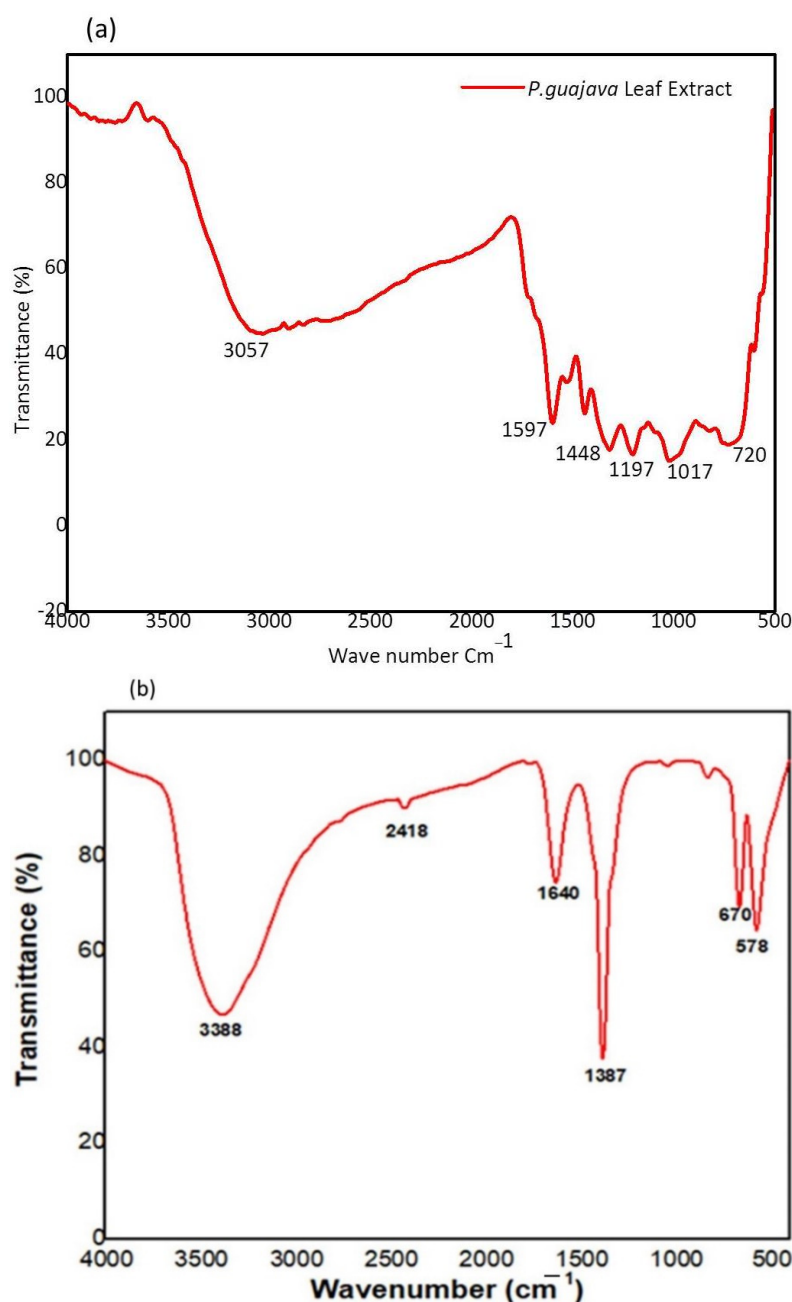 (a)
P.guajava Leaf Extract
100
80
60
40
20
0
-20
Transmittance (%)
3057
1597
1448
1197
1017
720
4000 3500 3000 2500 2000 1500 1000 500
Wave number Cm⁻¹
(b)
100
80
60
40
20
0
Transmittance (%)
2418
3388
1640
1387
670
578
4000 3500 3000 2500 2000 1500 1000 500
Wavenumber (cm⁻¹)